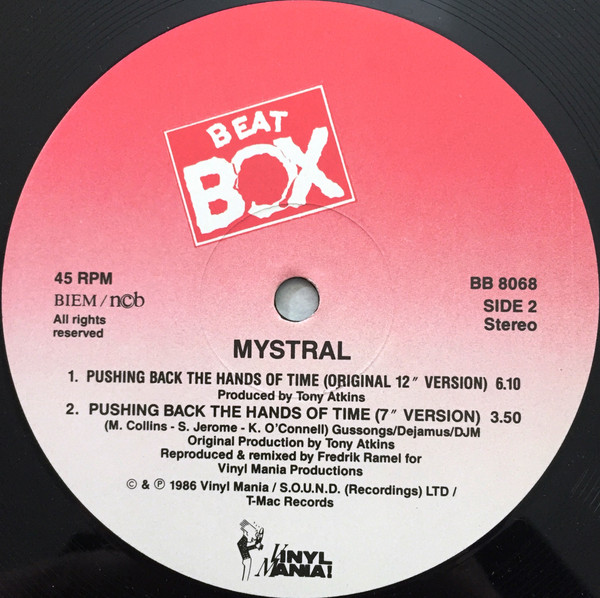 BEAT
BOX
45 RPM
BIEM / ncb
All rights
reserved
BB 8068
SIDE 2
Stereo
MYSTRAL
1. PUSHING BACK THE HANDS OF TIME (ORIGINAL 12″ VERSION) 6.10
Produced by Tony Atkins
2. PUSHING BACK THE HANDS OF TIME (7″ VERSION) 3.50
(M. Collins - S. Jerome - K. O'Connell) Gussongs/Dejamus/DJM
Original Production by Tony Atkins
Reproduced & remixed by Fredrik Ramel for
Vinyl Mania Productions
© & ℗ 1986 Vinyl Mania / S.O.U.N.D. (Recordings) LTD /
T-Mac Records
VINYL
MANIA!